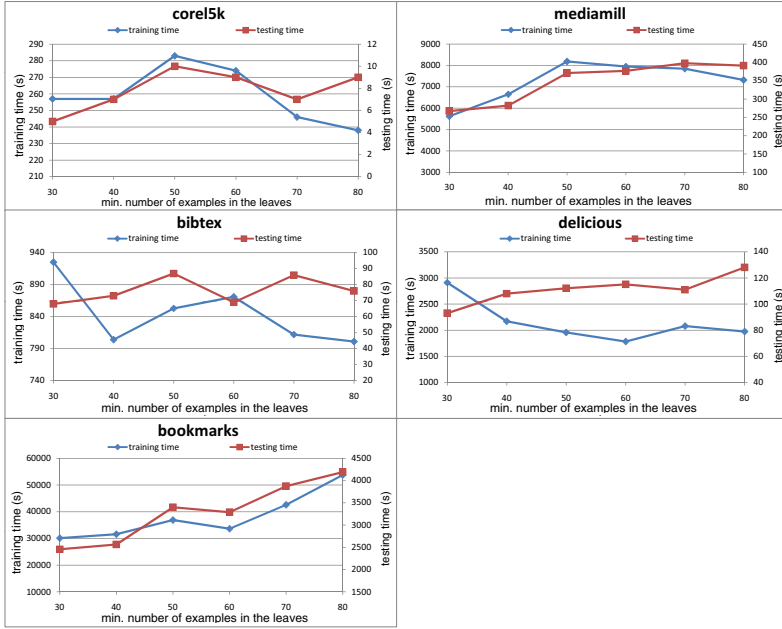 corel5k
training time testing time
training time (s)
290
280
270
260
250
240
230
220
210
12
10
8
6
4
2
0
testing time (s)
30 40 50 60 70 80
min. number of examples in the leaves
mediamill
training time testing time
training time (s)
9000
8000
7000
6000
5000
4000
3000
450
400
350
300
250
200
150
100
testing time (s)
30 40 50 60 70 80
min. number of examples in the leaves
bibtex
training time testing time
training time (s)
940
890
840
790
740
100
90
80
70
60
50
40
30
20
testing time (s)
30 40 50 60 70 80
min. number of examples in the leaves
delicious
training time testing time
training time (s)
3500
3000
2500
2000
1500
1000
140
120
100
80
60
40
testing time (s)
30 40 50 60 70 80
min. number of examples in the leaves
bookmarks
training time testing time
training time (s)
60000
50000
40000
30000
20000
10000
4500
4000
3500
3000
2500
2000
1500
testing time (s)
30 40 50 60 70 80
min. number of examples in the leaves